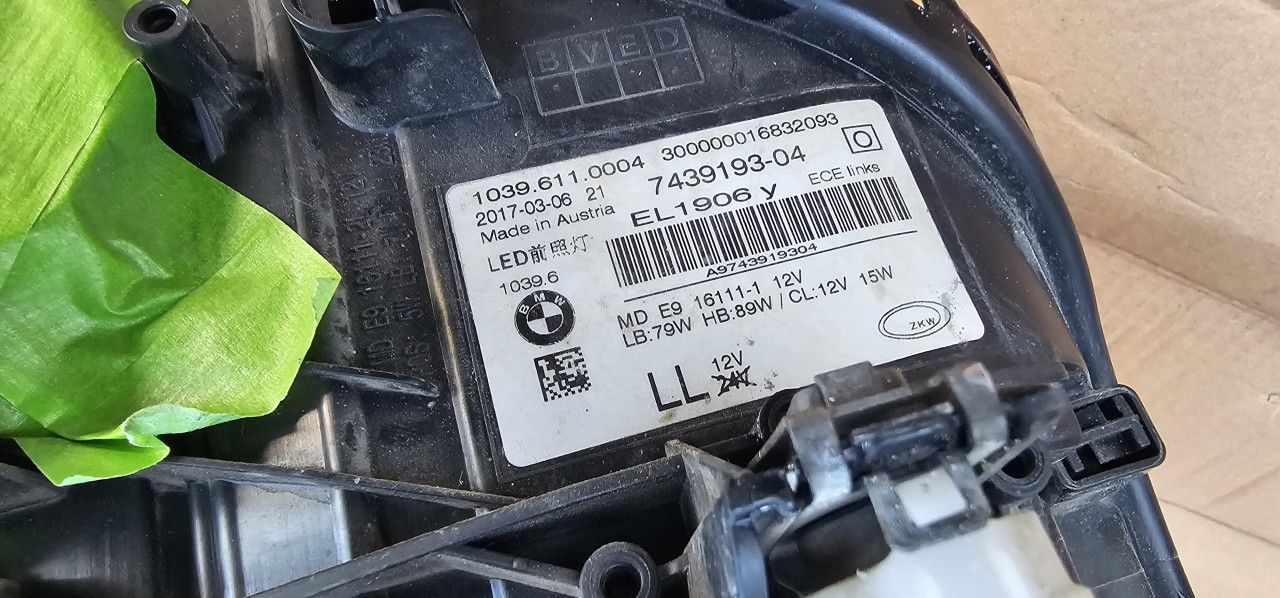 BVED
1039.611.0004 300000016832093
2017-03-06 21 7439193-04
Made in Austria EL1906 y ECE links
LED前照灯
A9743919304
1039.6
BMW
MD E9 16111-1 12V
LB:79W HB:89W / CL:12V 15W
ZKW
LL 12V
24V